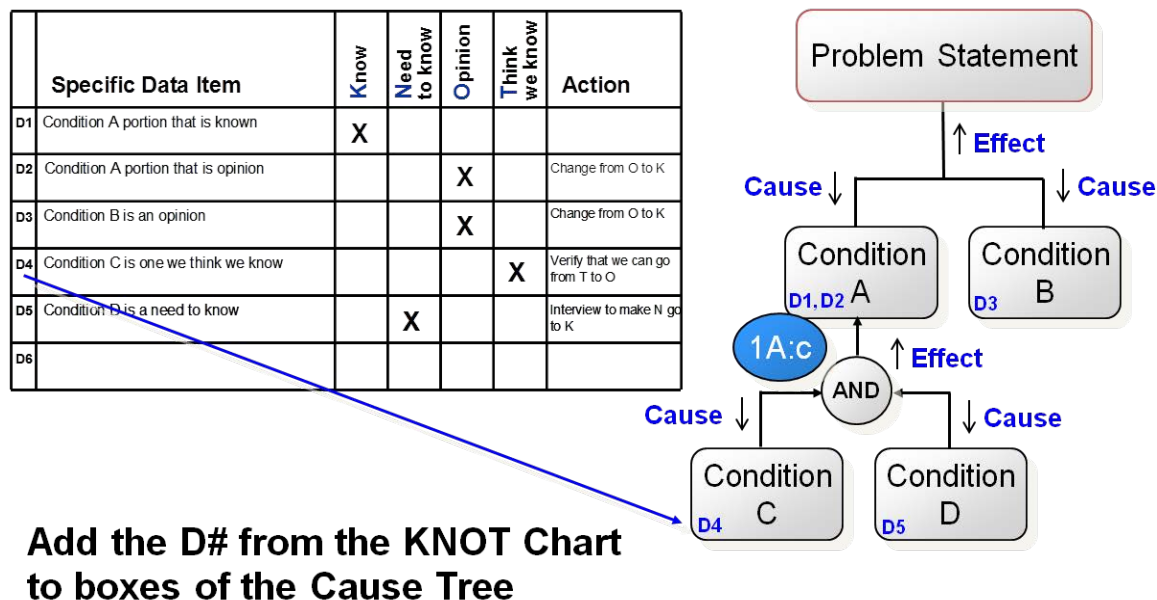 Specific Data Item
Know
Need
to know
Opinion
Think
we know
Action
D1 Condition A portion that is known X
D2 Condition A portion that is opinion X Change from O to K
D3 Condition B is an opinion X Change from O to K
D4 Condition C is one we think we know X Verify that we can go
from T to O
D5 Condition D is a need to know X Interview to make N go
to K
D6
Problem Statement
↑ Effect
Cause ↓
↓ Cause
Condition
D1, D2 A
Condition
D3 B
1A:c
AND
↑ Effect
Cause ↓
↓ Cause
Condition
D4 C
Condition
D5 D
Add the D# from the KNOT Chart
to boxes of the Cause Tree